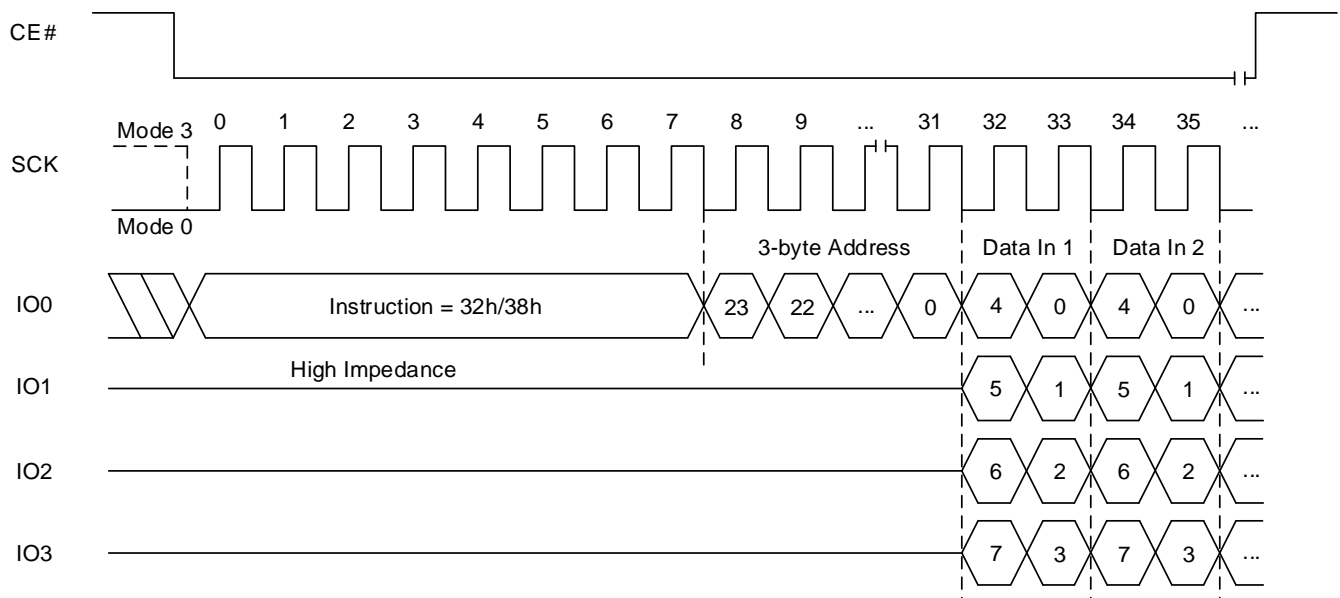 CE#
Mode 3 0 1 2 3 4 5 6 7 8 9 ... 31 32 33 34 35 ...
SCK
Mode 0
3-byte Address Data In 1 Data In 2
IO0 Instruction = 32h/38h 23 22 ... 0 4 0 4 0 ...
High Impedance
IO1 5 1 5 1 ...
IO2 6 2 6 2 ...
IO3 7 3 7 3 ...